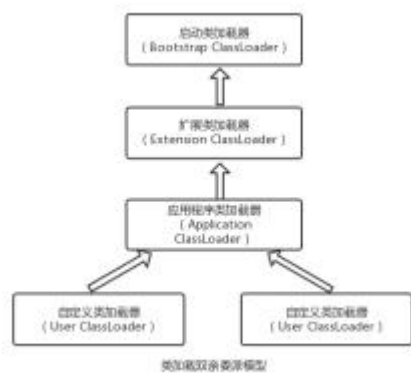 启动类加载器
( Bootstrap ClassLoader )
扩展类加载器
( Extension ClassLoader )
应用程序类加载器
( Application
ClassLoader )
自定义类加载器
( User ClassLoader )
自定义类加载器
( User ClassLoader )
类加载双亲委派模型